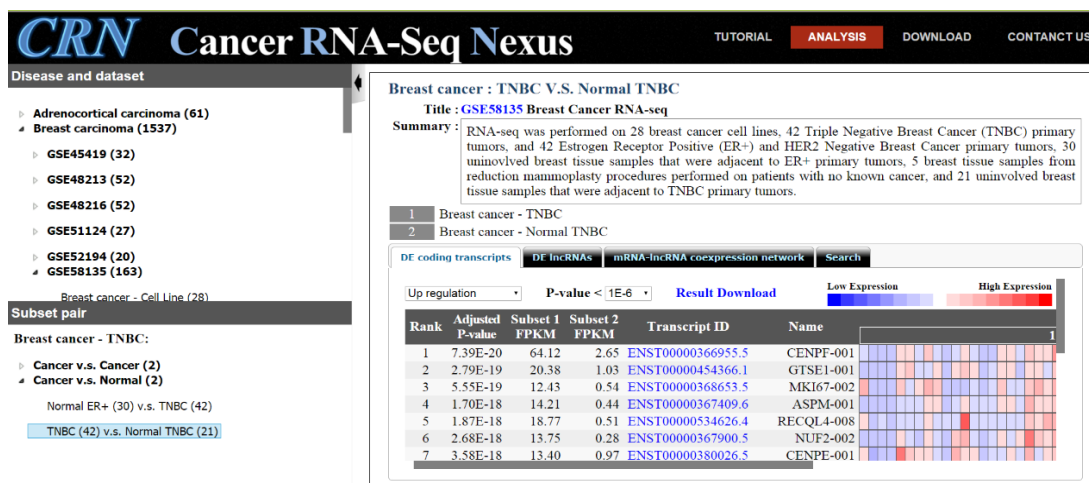 CRN Cancer RNA-Seq Nexus
TUTORIAL ANALYSIS DOWNLOAD CONTANCT US
Disease and dataset
Adrenocortical carcinoma (61)
Breast carcinoma (1537)
GSE45419 (32)
GSE48213 (52)
GSE48216 (52)
GSE51124 (27)
GSE52194 (20)
GSE58135 (163)
Breast cancer - Cell Line (28)
Subset pair
Breast cancer - TNBC:
Cancer v.s. Cancer (2)
Cancer v.s. Normal (2)
Normal ER+ (30) v.s. TNBC (42)
TNBC (42) v.s. Normal TNBC (21)
Breast cancer : TNBC V.S. Normal TNBC
Title : GSE58135 Breast Cancer RNA-seq
Summary : RNA-seq was performed on 28 breast cancer cell lines, 42 Triple Negative Breast Cancer (TNBC) primary
tumors, and 42 Estrogen Receptor Positive (ER+) and HER2 Negative Breast Cancer primary tumors, 30
uninovlved breast tissue samples that were adjacent to ER+ primary tumors, 5 breast tissue samples from
reduction mammoplasty procedures performed on patients with no known cancer, and 21 uninvolved breast
tissue samples that were adjacent to TNBC primary tumors.
1 Breast cancer - TNBC
2 Breast cancer - Normal TNBC
DE coding transcripts DE lncRNAs mRNA-lncRNA coexpression network Search
Up regulation P-value < 1E-6 Result Download Low Expression High Expression
Rank Adjusted P-value Subset 1 FPKM Subset 2 FPKM Transcript ID Name 1
1 7.39E-20 64.12 2.65 ENST00000366955.5 CENPF-001
2 2.79E-19 20.38 1.03 ENST00000454366.1 GTSE1-001
3 5.55E-19 12.43 0.54 ENST00000368653.5 MKI67-002
4 1.70E-18 14.21 0.44 ENST00000367409.6 ASPM-001
5 1.87E-18 18.77 0.51 ENST00000534626.4 RECQL4-008
6 2.68E-18 13.75 0.28 ENST00000367900.5 NUF2-002
7 3.58E-18 13.40 0.97 ENST00000380026.5 CENPE-001